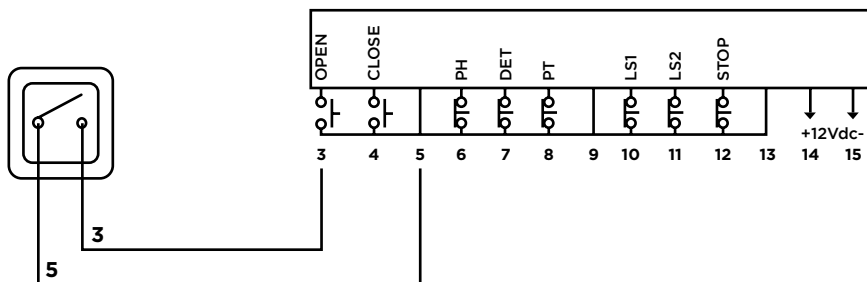 OPEN
CLOSE
PH
DET
PT
LS1
LS2
STOP
+12Vdc-
3 4 5 6 7 8 9 10 11 12 13 14 15
3
5